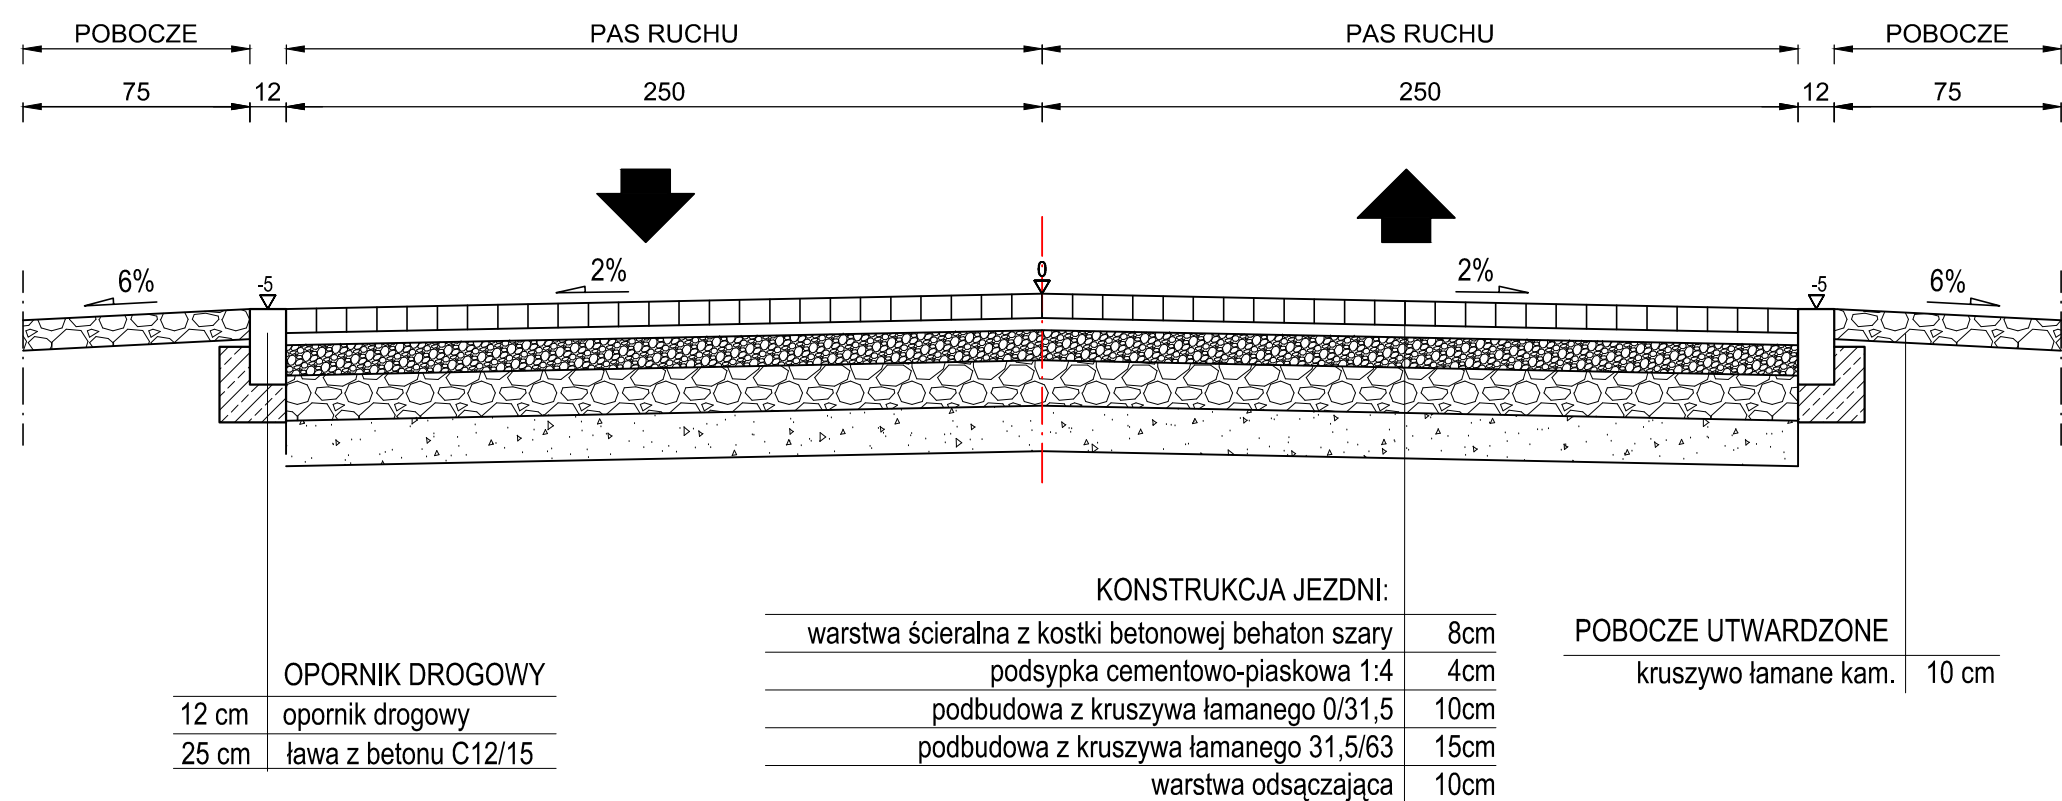 POBOCZE PAS RUCHU PAS RUCHU POBOCZE
75 12 250 250 12 75
6% -5 2% 0 2% -5 6%
KONSTRUKCJA JEZDNI:
warstwa ścieralna z kostki betonowej behaton szary 8cm
podsypka cementowo-piaskowa 1:4 4cm
podbudowa z kruszywa łamanego 0/31,5 10cm
podbudowa z kruszywa łamanego 31,5/63 15cm
warstwa odsączająca 10cm
POBOCZE UTWARDZONE
kruszywo łamane kam. 10 cm
OPORNIK DROGOWY
12 cm opornik drogowy
25 cm ława z betonu C12/15